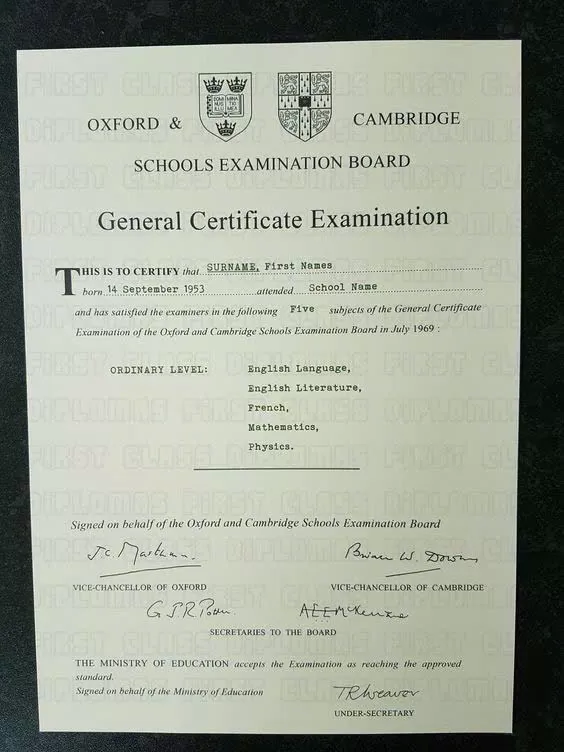 OXFORD & CAMBRIDGE
SCHOOLS EXAMINATION BOARD
General Certificate Examination
THIS IS TO CERTIFY that SURNAME, First Names
born 14 September 1953 attended School Name
and has satisfied the examiners in the following Five subjects of the General Certificate
Examination of the Oxford and Cambridge Schools Examination Board in July 1969 :
ORDINARY LEVEL: English Language,
English Literature,
French,
Mathematics,
Physics.
Signed on behalf of the Oxford and Cambridge Schools Examination Board
VICE-CHANCELLOR OF OXFORD VICE-CHANCELLOR OF CAMBRIDGE
SECRETARIES TO THE BOARD
THE MINISTRY OF EDUCATION accepts the Examination as reaching the approved
standard.
Signed on behalf of the Ministry of Education
UNDER-SECRETARY
FIRST CLASS DIPLOMAS